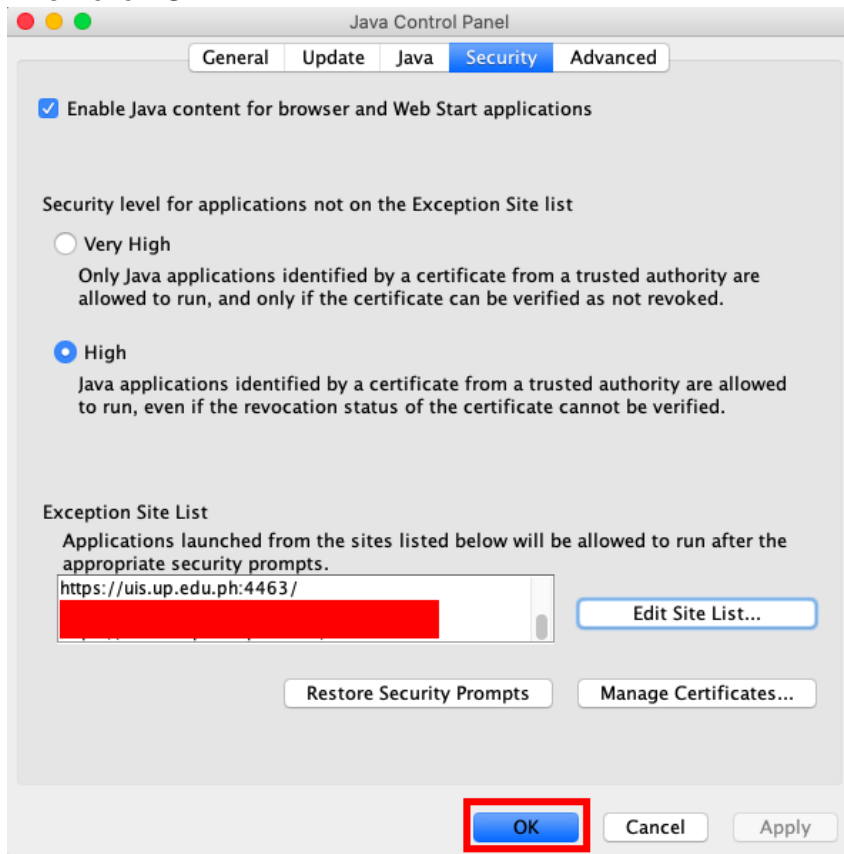 Java Control Panel
General Update Java Security Advanced
Enable Java content for browser and Web Start applications
Security level for applications not on the Exception Site list
Very High
Only Java applications identified by a certificate from a trusted authority are
allowed to run, and only if the certificate can be verified as not revoked.
High
Java applications identified by a certificate from a trusted authority are allowed
to run, even if the revocation status of the certificate cannot be verified.
Exception Site List
Applications launched from the sites listed below will be allowed to run after the
appropriate security prompts.
https://uis.up.edu.ph:4463/
Edit Site List...
Restore Security Prompts Manage Certificates...
OK Cancel Apply